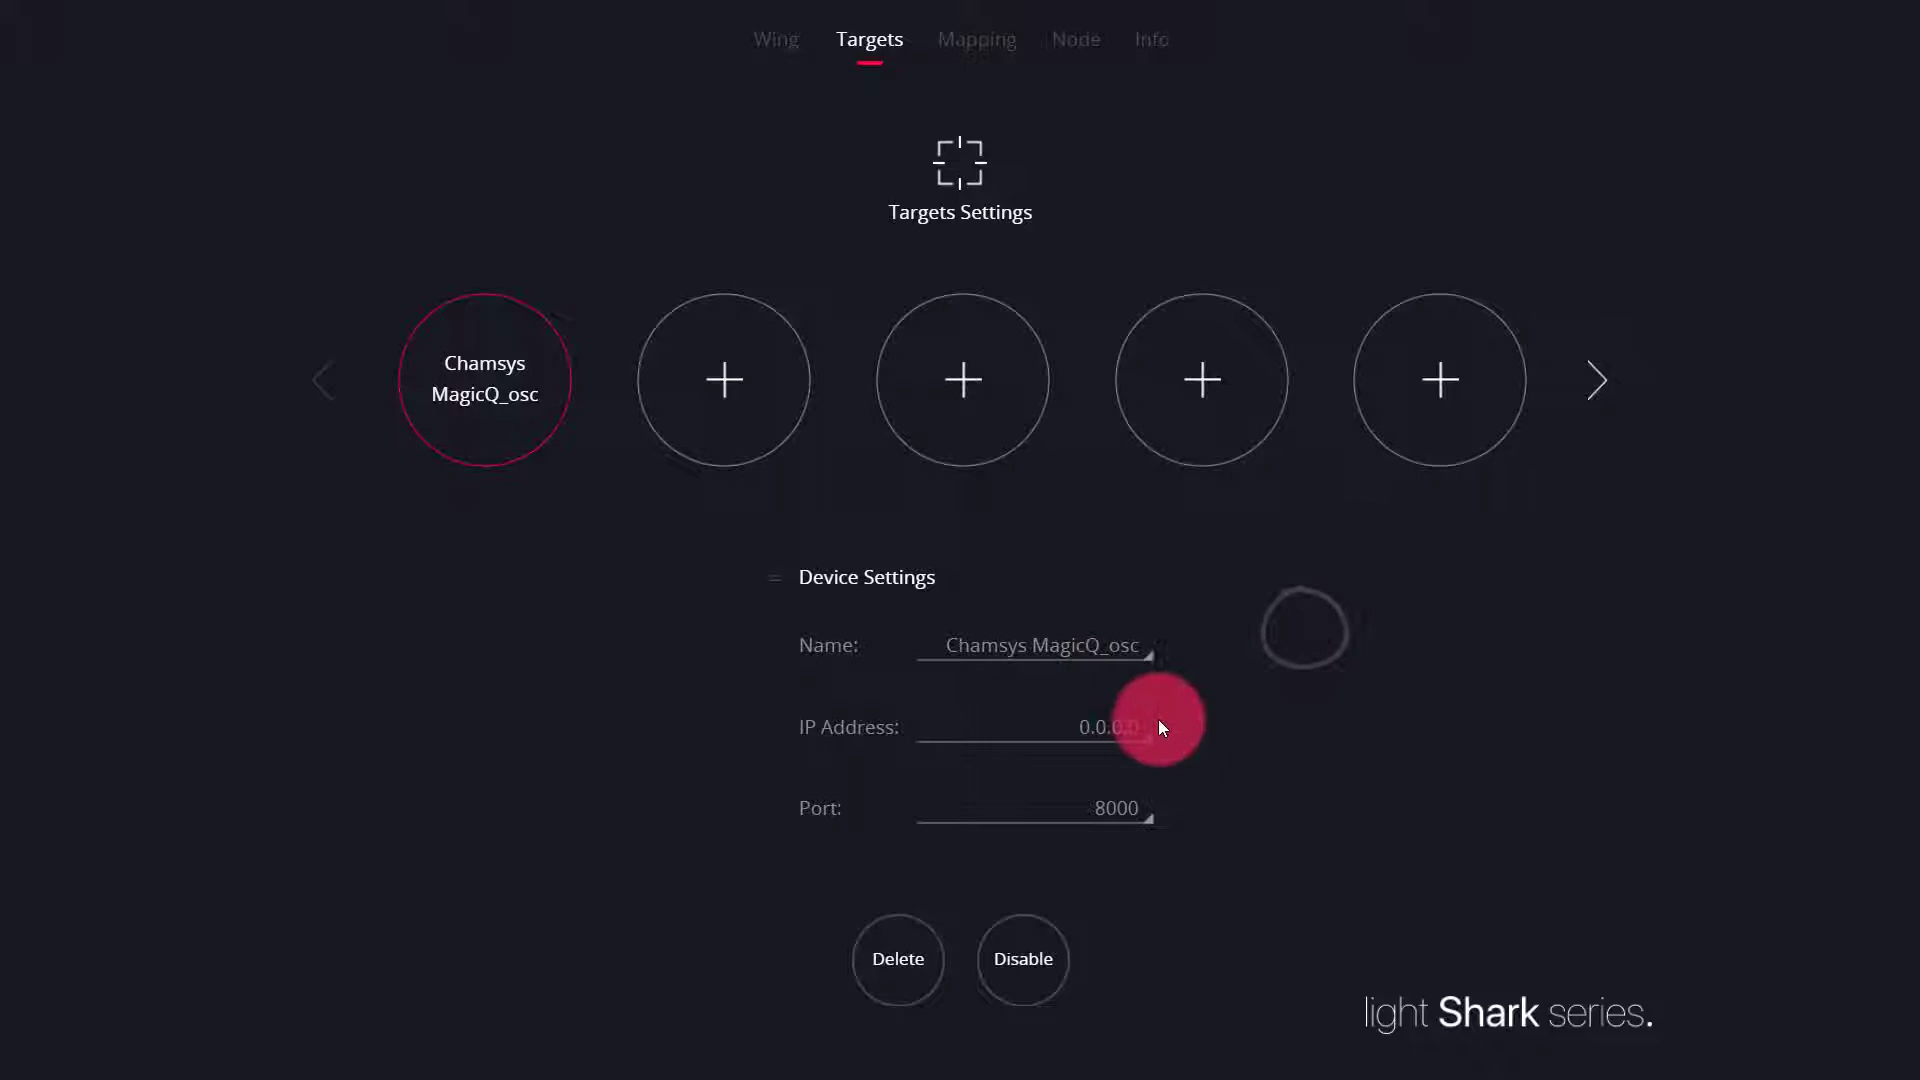 Wing Targets Mapping Node Info
Targets Settings
Chamsys
MagicQ_osc
Device Settings
Name: Chamsys MagicQ_osc
IP Address: 0.0.0.0
Port: 8000
Delete Disable
light Shark series.